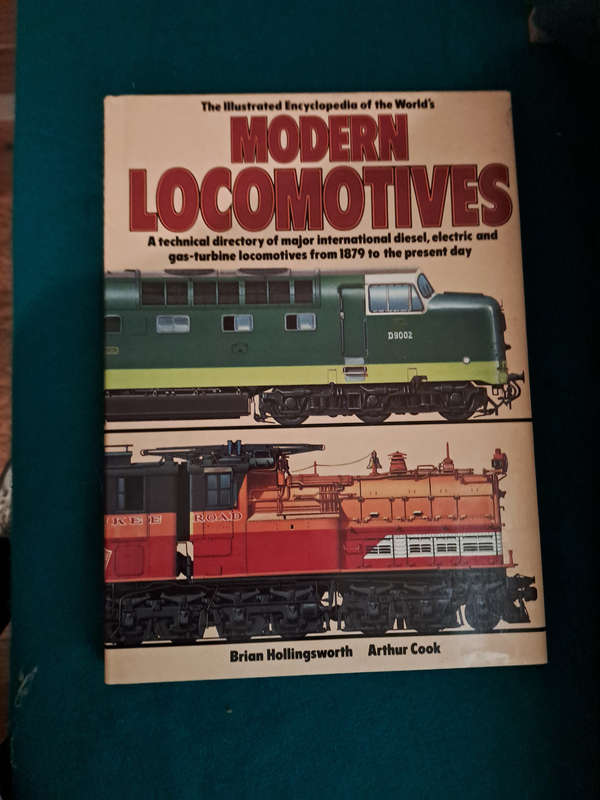 The Illustrated Encyclopedia of the World's
MODERN
LOCOMOTIVES
A technical directory of major international diesel, electric and
gas-turbine locomotives from 1879 to the present day
D9002
KEE ROAD
Brian Hollingsworth Arthur Cook